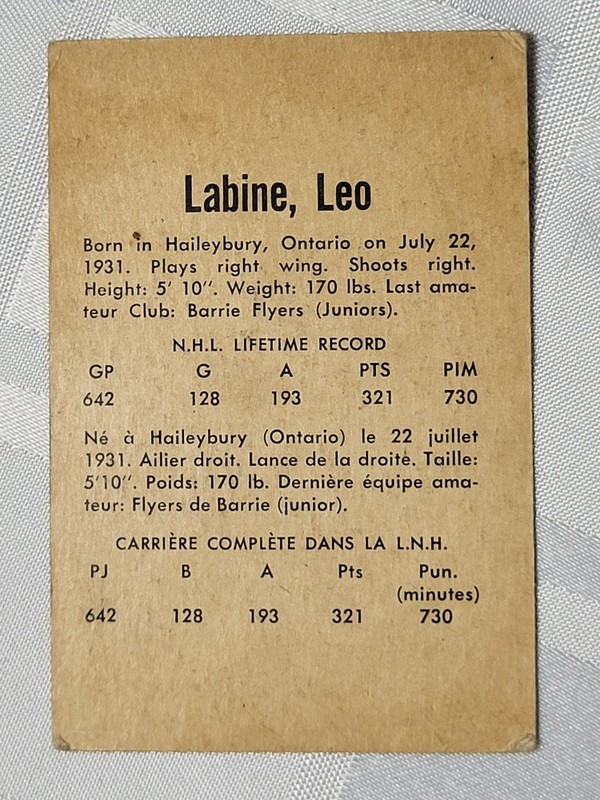 Labine, Leo
Born in Haileybury, Ontario on July 22,
1931. Plays right wing. Shoots right.
Height: 5' 10". Weight: 170 lbs. Last ama-
teur Club: Barrie Flyers (Juniors).
N.H.L. LIFETIME RECORD
GP G A PTS PIM
642 128 193 321 730
Né à Haileybury (Ontario) le 22 juillet
1931. Ailier droit. Lance de la droite. Taille:
5'10". Poids: 170 lb. Dernière équipe ama-
teur: Flyers de Barrie (junior).
CARRIÈRE COMPLÈTE DANS LA L.N.H.
PJ B A Pts Pun.
(minutes)
642 128 193 321 730